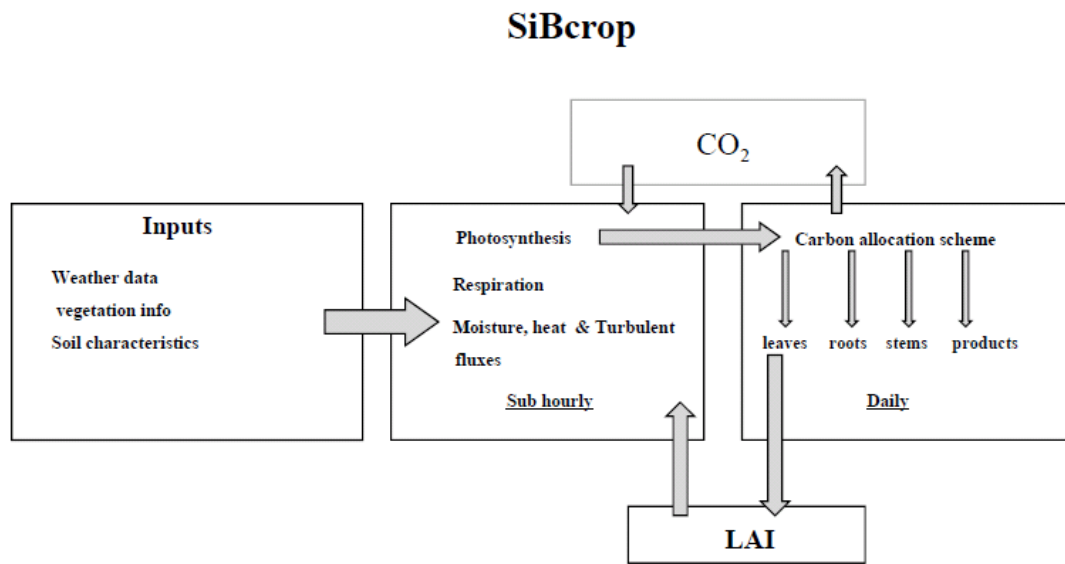 SiBcrop
CO₂
Inputs
Weather data
vegetation info
Soil characteristics
Photosynthesis
Respiration
Moisture, heat & Turbulent
fluxes
Sub hourly
Carbon allocation scheme
leaves roots stems products
Daily
LAI